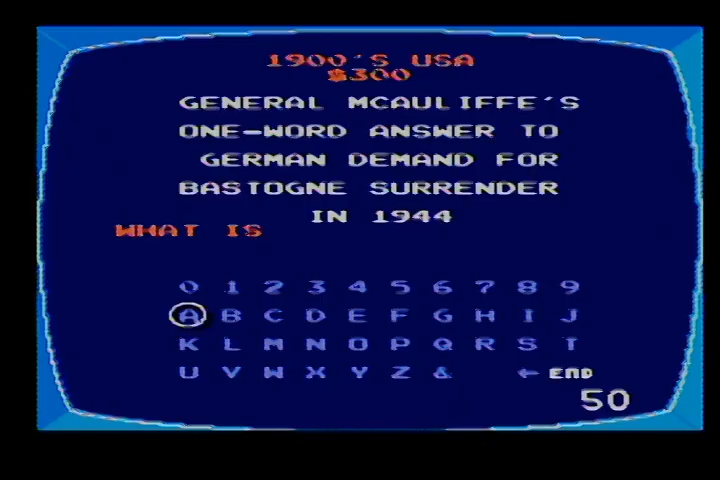 1900'S USA
$300
GENERAL MCAULIFFE'S
ONE-WORD ANSWER TO
GERMAN DEMAND FOR
BASTOGNE SURRENDER
IN 1944
WHAT IS
0 1 2 3 4 5 6 7 8 9
A B C D E F G H I J
K L M N O P Q R S T
U V W X Y Z & ← END
50